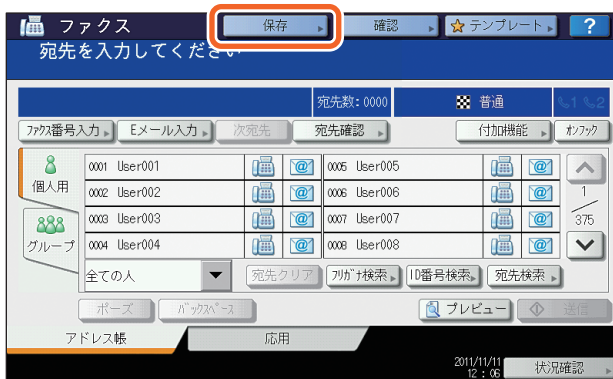 ファクス 保存 確認 テンプレート ?
宛先を入力してください
宛先数:0000 普通 1 2
ファクス番号入力 Eメール入力 次宛先 宛先確認 付加機能 オンフック
個人用
グループ
0001 User001 0005 User005
0002 User002 0006 User006
0003 User003 0007 User007
0004 User004 0008 User008
1
375
全ての人 宛先クリア フリガナ検索 ID番号検索 宛先検索
ポーズ バックスペース プレビュー 送信
アドレス帳 応用
2011/11/11
12:06 状況確認